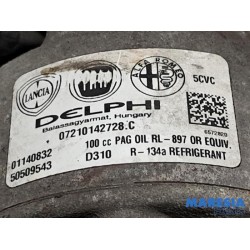 LANCIA FIAT ALFA ROMEO
5CVC
DELPHI
Balassagyarmat, Hungary
07210142728.C
100 cc PAG OIL RL-897 OR EQUIV.
01140832 D310 R-134a REFRIGERANT
50509543